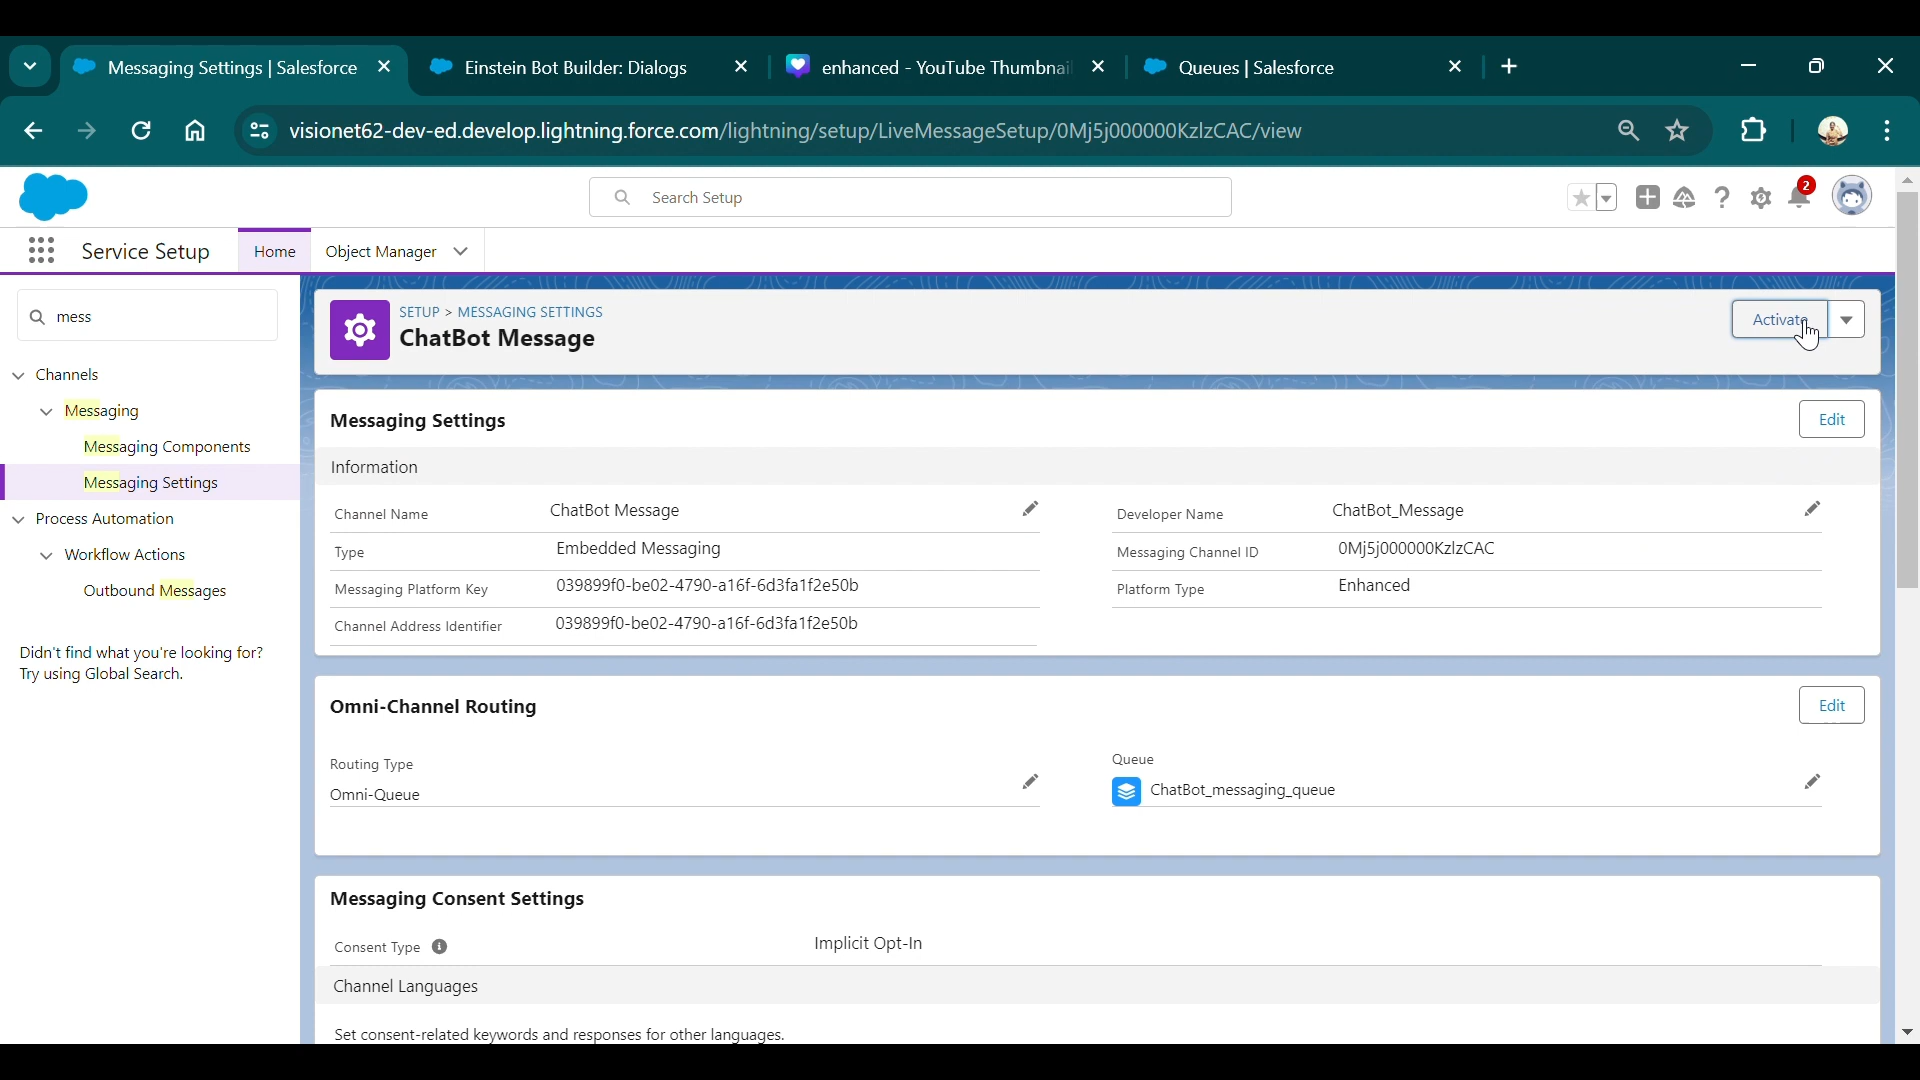 Messaging Settings | Salesforce
Einstein Bot Builder: Dialogs
enhanced - YouTube Thumbnail
Queues | Salesforce
visionet62-dev-ed.develop.lightning.force.com/lightning/setup/LiveMessageSetup/0Mj5j000000KzlzCAC/view
Search Setup
2
Service Setup
Home
Object Manager
mess
SETUP > MESSAGING SETTINGS
ChatBot Message
Activate
Channels
Messaging
Messaging Components
Messaging Settings
Process Automation
Workflow Actions
Outbound Messages
Didn't find what you're looking for?
Try using Global Search.
Messaging Settings
Edit
Information
Channel Name ChatBot Message
Developer Name ChatBot_Message
Type Embedded Messaging
Messaging Channel ID 0Mj5j000000KzlzCAC
Messaging Platform Key 039899f0-be02-4790-a16f-6d3fa1f2e50b
Platform Type Enhanced
Channel Address Identifier 039899f0-be02-4790-a16f-6d3fa1f2e50b
Omni-Channel Routing
Edit
Routing Type
Omni-Queue
Queue
ChatBot_messaging_queue
Messaging Consent Settings
Consent Type Implicit Opt-In
Channel Languages
Set consent-related keywords and responses for other languages.